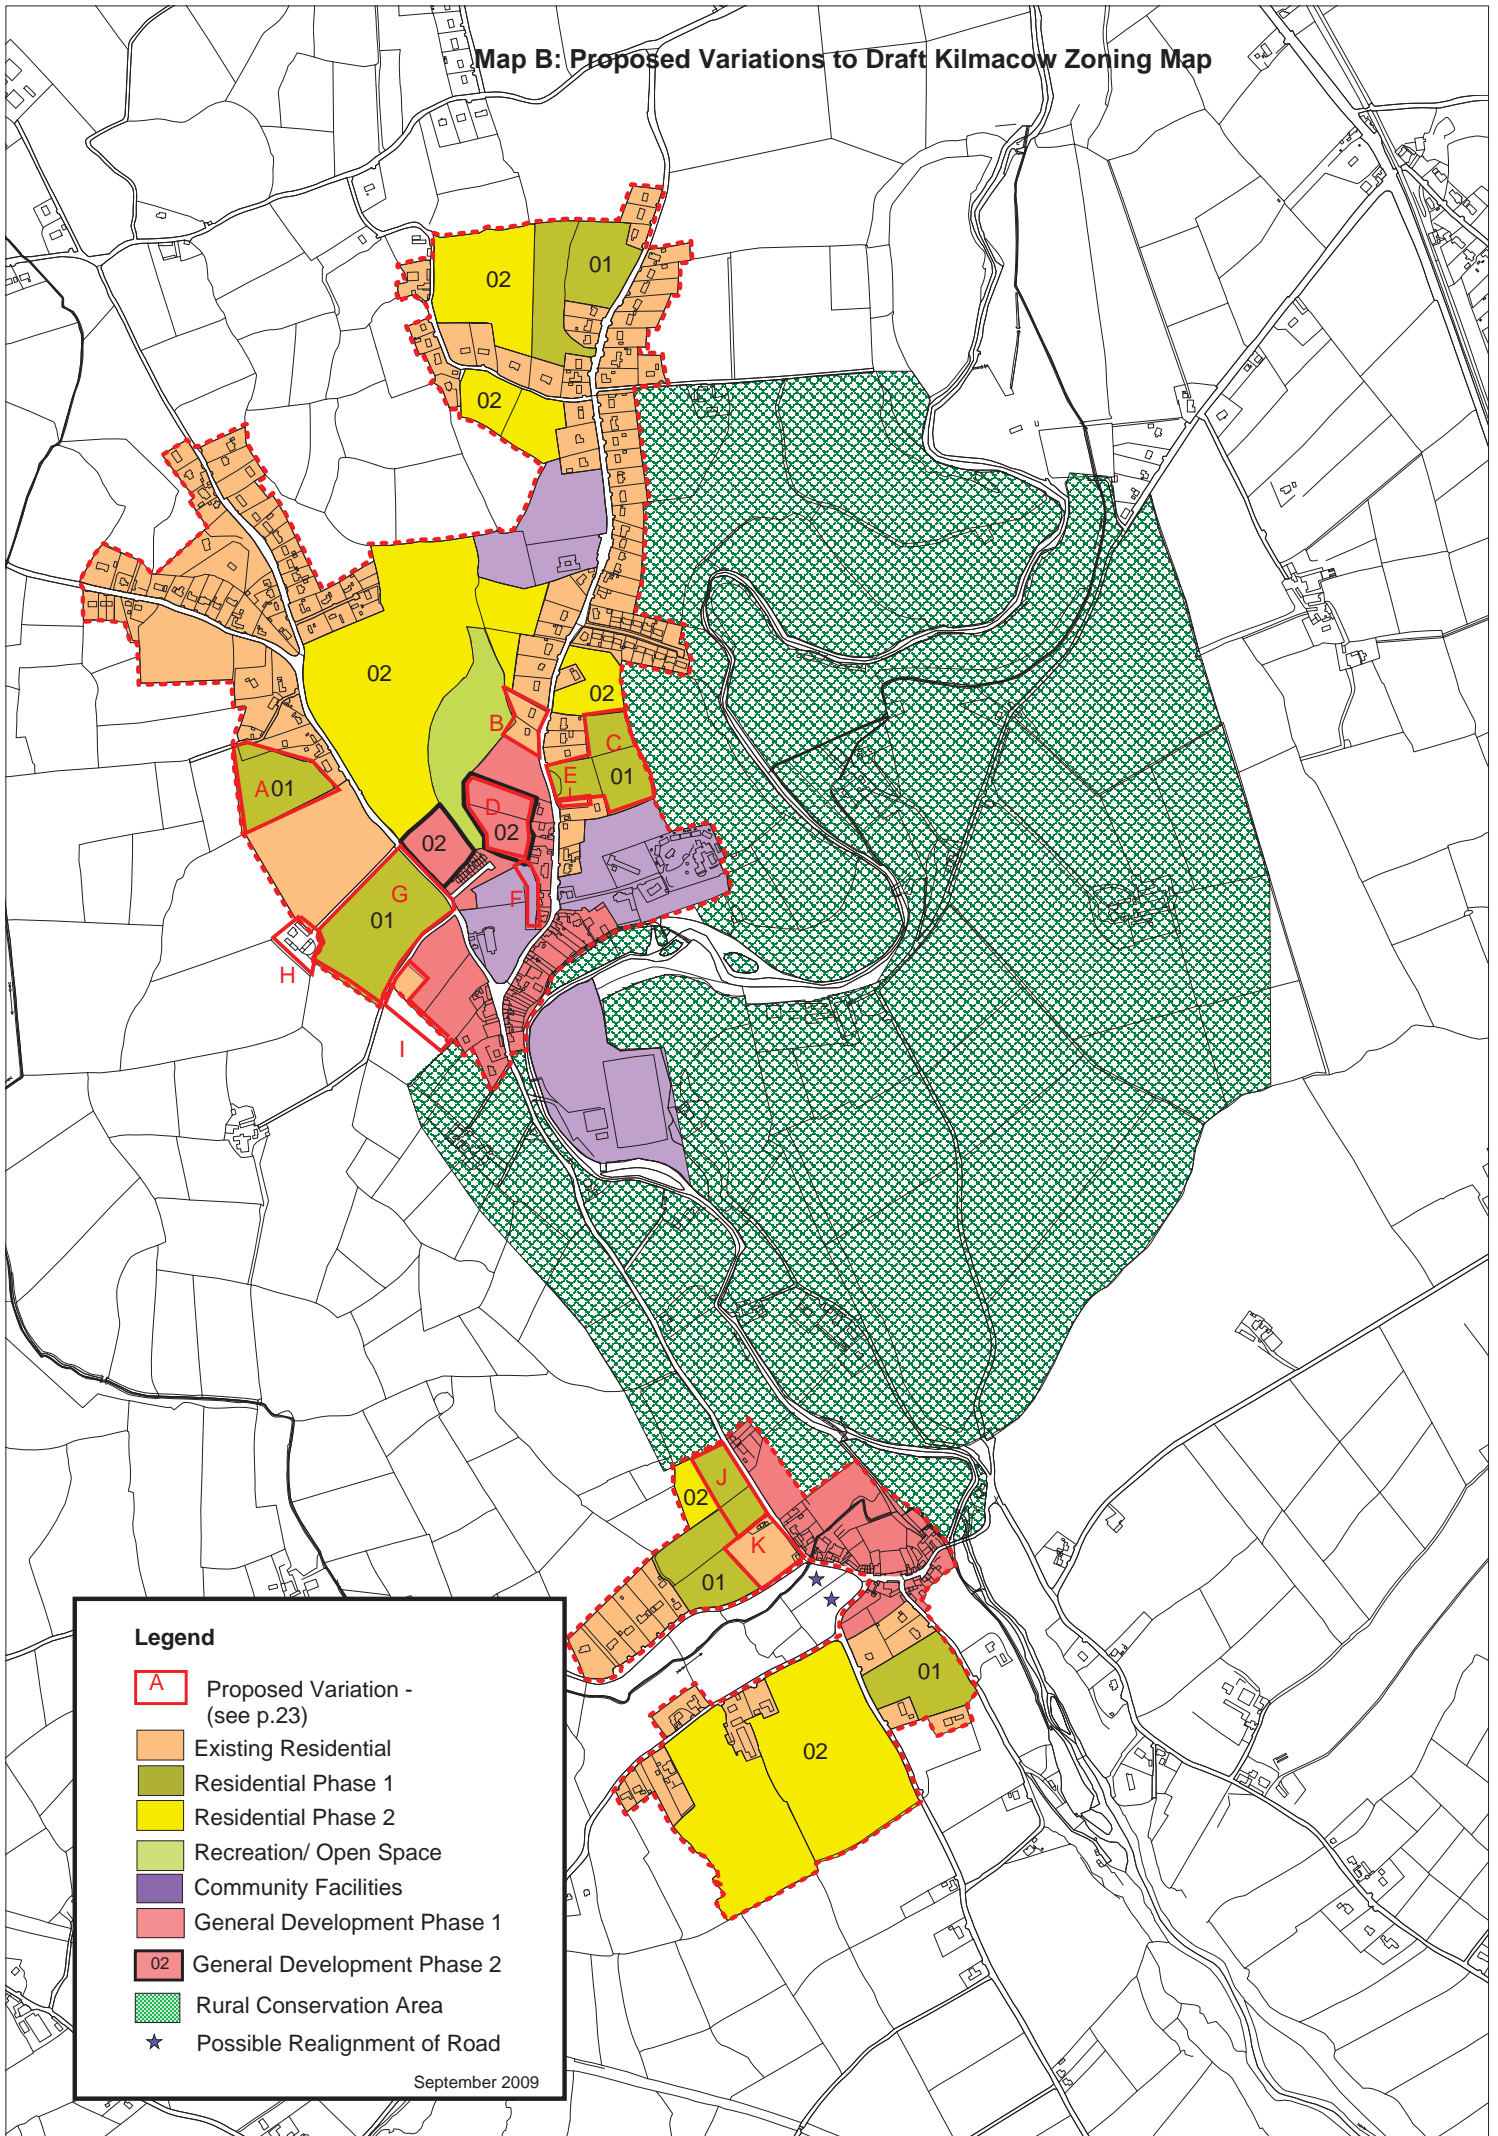 Map B: Proposed Variations to Draft Kilmacow Zoning Map
01
02
02
02
02
B
C
E
01
A 01
D
02
02
F
G
01
H
I
J
02
K
01
01
02
Legend
A
Proposed Variation -
(see p.23)
Existing Residential
Residential Phase 1
Residential Phase 2
Recreation/ Open Space
Community Facilities
General Development Phase 1
02
General Development Phase 2
Rural Conservation Area
Possible Realignment of Road
September 2009